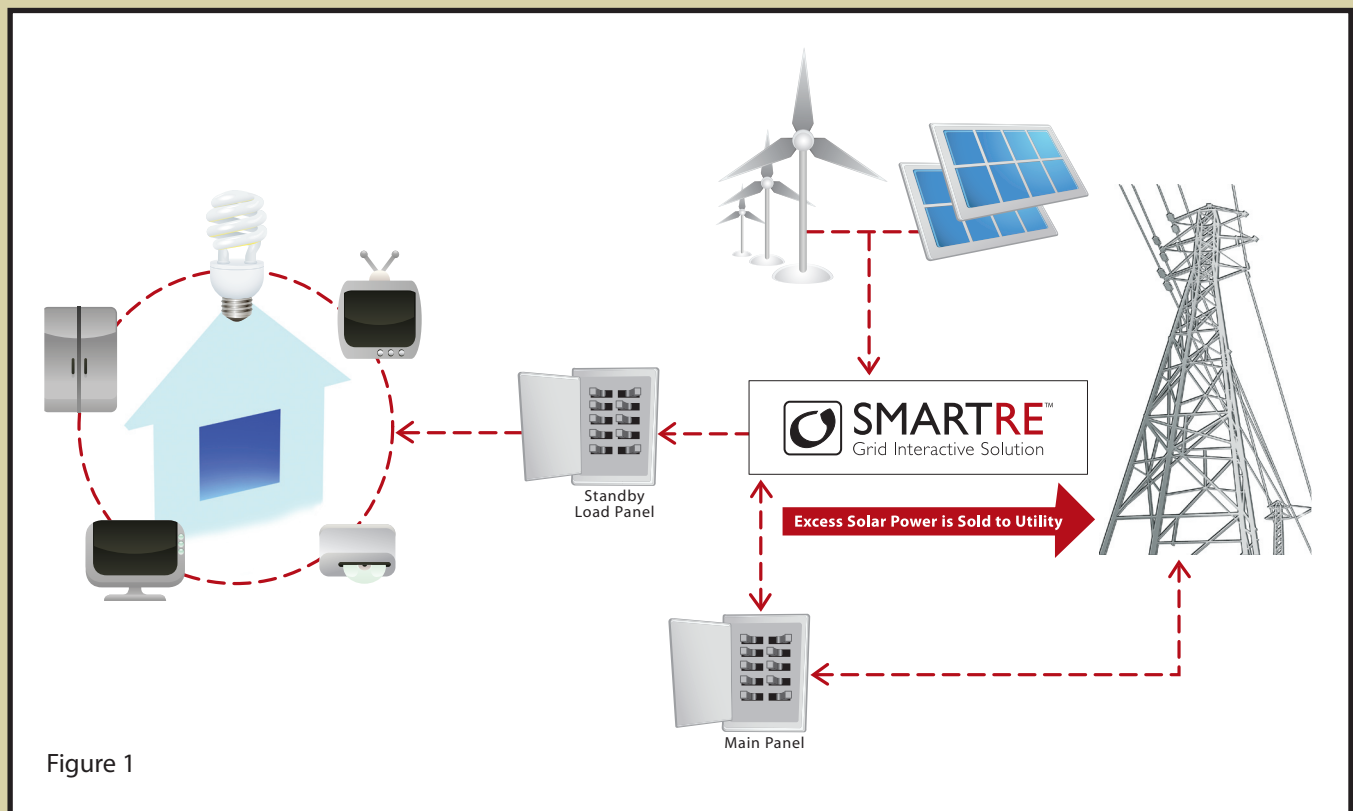 SMARTRE™
Grid Interactive Solution
Standby
Load Panel
Excess Solar Power is Sold to Utility
Main Panel
Figure 1